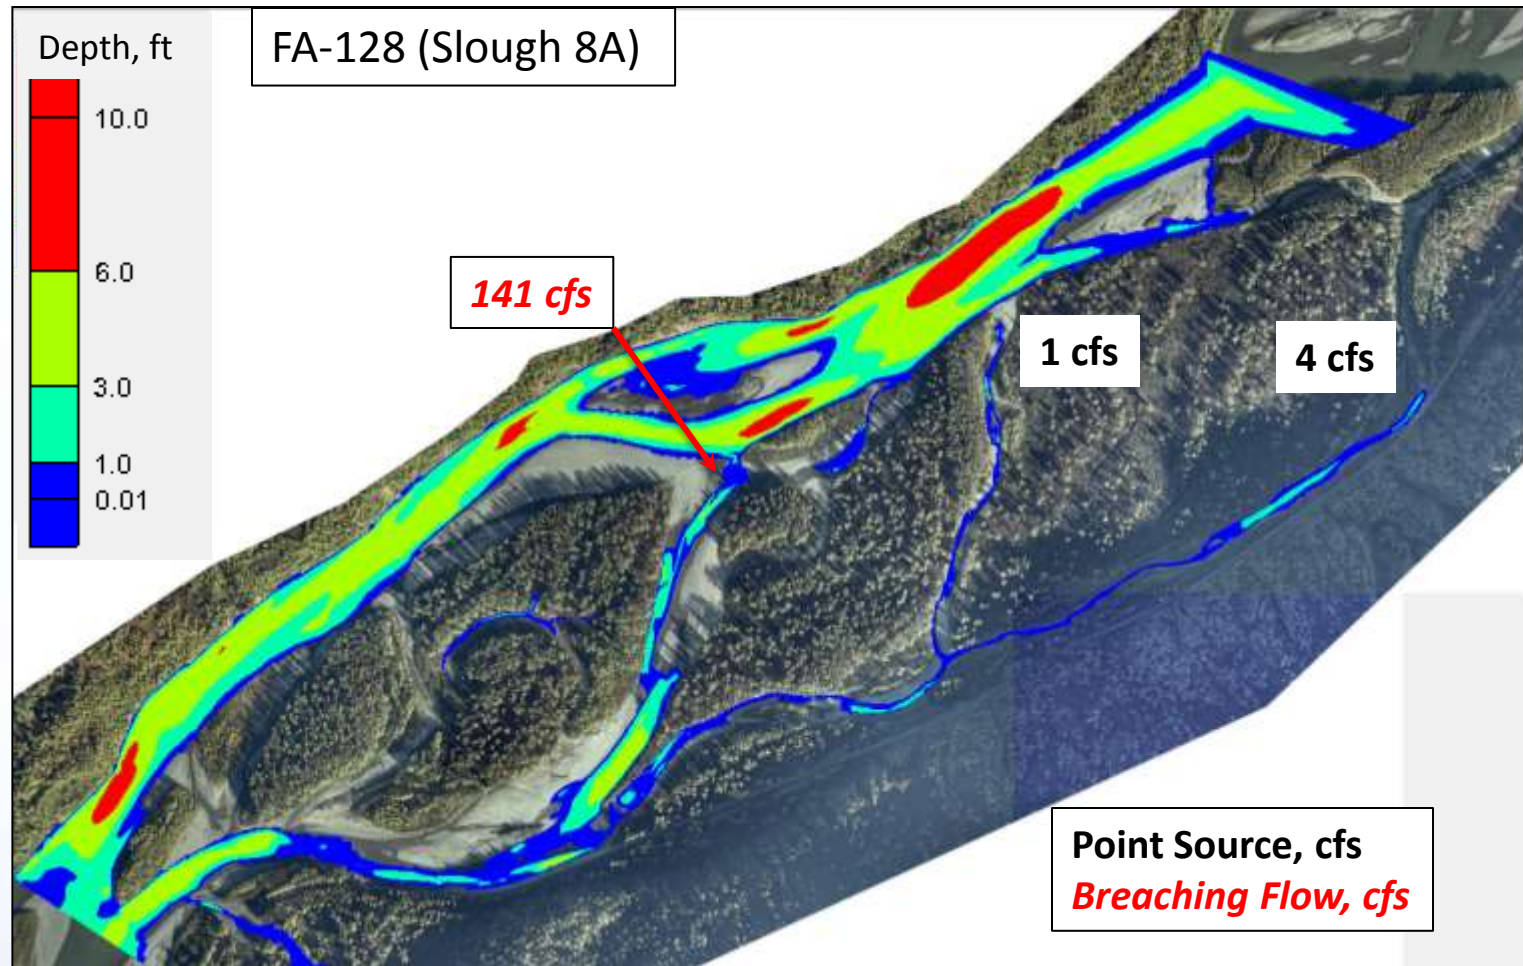 Depth, ft
FA-128 (Slough 8A)
10.0
6.0
3.0
1.0
0.01
141 cfs
1 cfs
4 cfs
Point Source, cfs
Breaching Flow, cfs